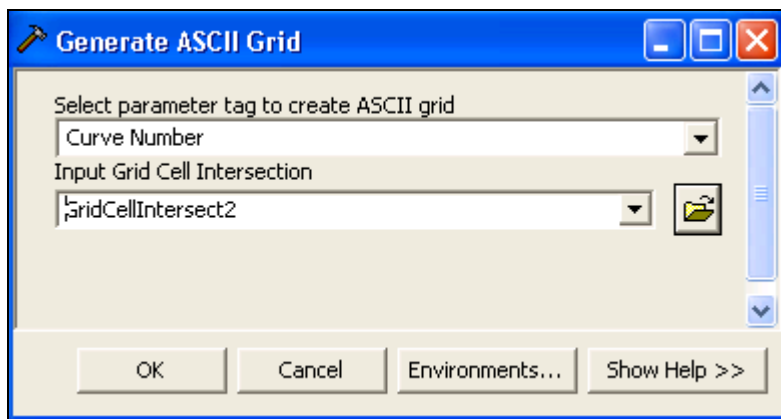 Generate ASCII Grid
Select parameter tag to create ASCII grid
Curve Number
Input Grid Cell Intersection
GridCellIntersect2
OK Cancel Environments... Show Help >>